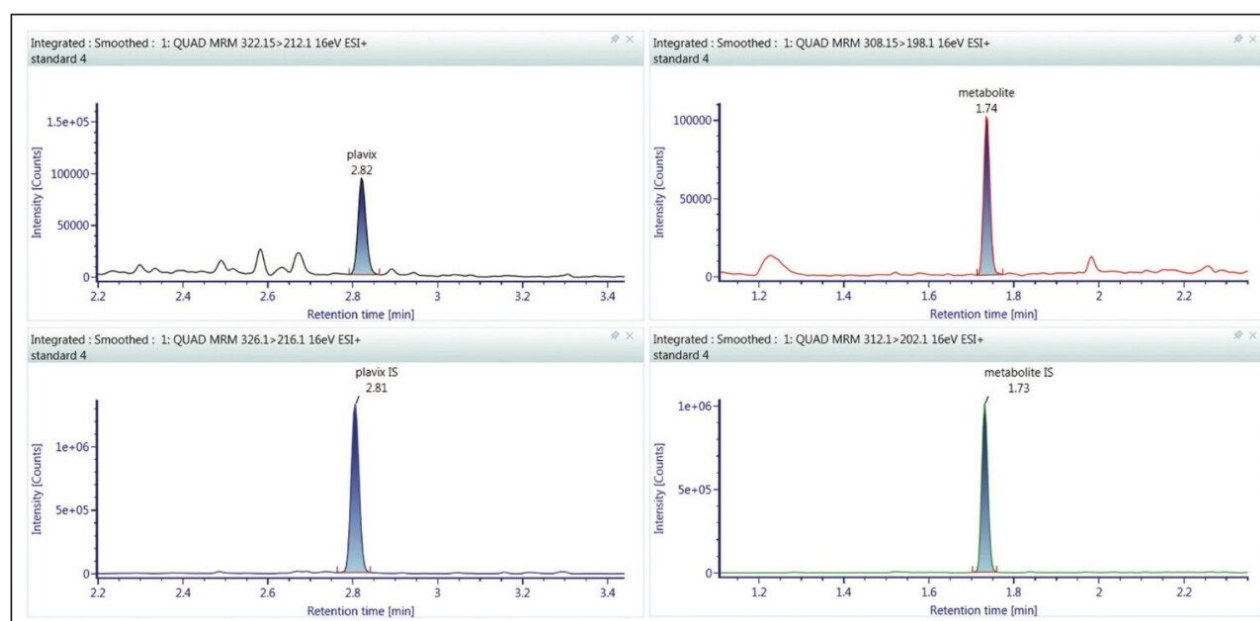 Integrated : Smoothed : 1: QUAD MRM 322.15>212.1 16eV ESI+
standard 4
Intensity [Counts]
1.5e+05
100000
50000
0
plavix
2.82
2.2 2.4 2.6 2.8 3 3.2 3.4
Retention time [min]
Integrated : Smoothed : 1: QUAD MRM 308.15>198.1 16eV ESI+
standard 4
Intensity [Counts]
100000
50000
0
metabolite
1.74
1.2 1.4 1.6 1.8 2 2.2
Retention time [min]
Integrated : Smoothed : 1: QUAD MRM 326.1>216.1 16eV ESI+
standard 4
Intensity [Counts]
1e+06
5e+05
0
plavix IS
2.81
2.2 2.4 2.6 2.8 3 3.2 3.4
Retention time [min]
Integrated : Smoothed : 1: QUAD MRM 312.1>202.1 16eV ESI+
standard 4
Intensity [Counts]
1e+06
5e+05
0
metabolite IS
1.73
1.2 1.4 1.6 1.8 2 2.2
Retention time [min]